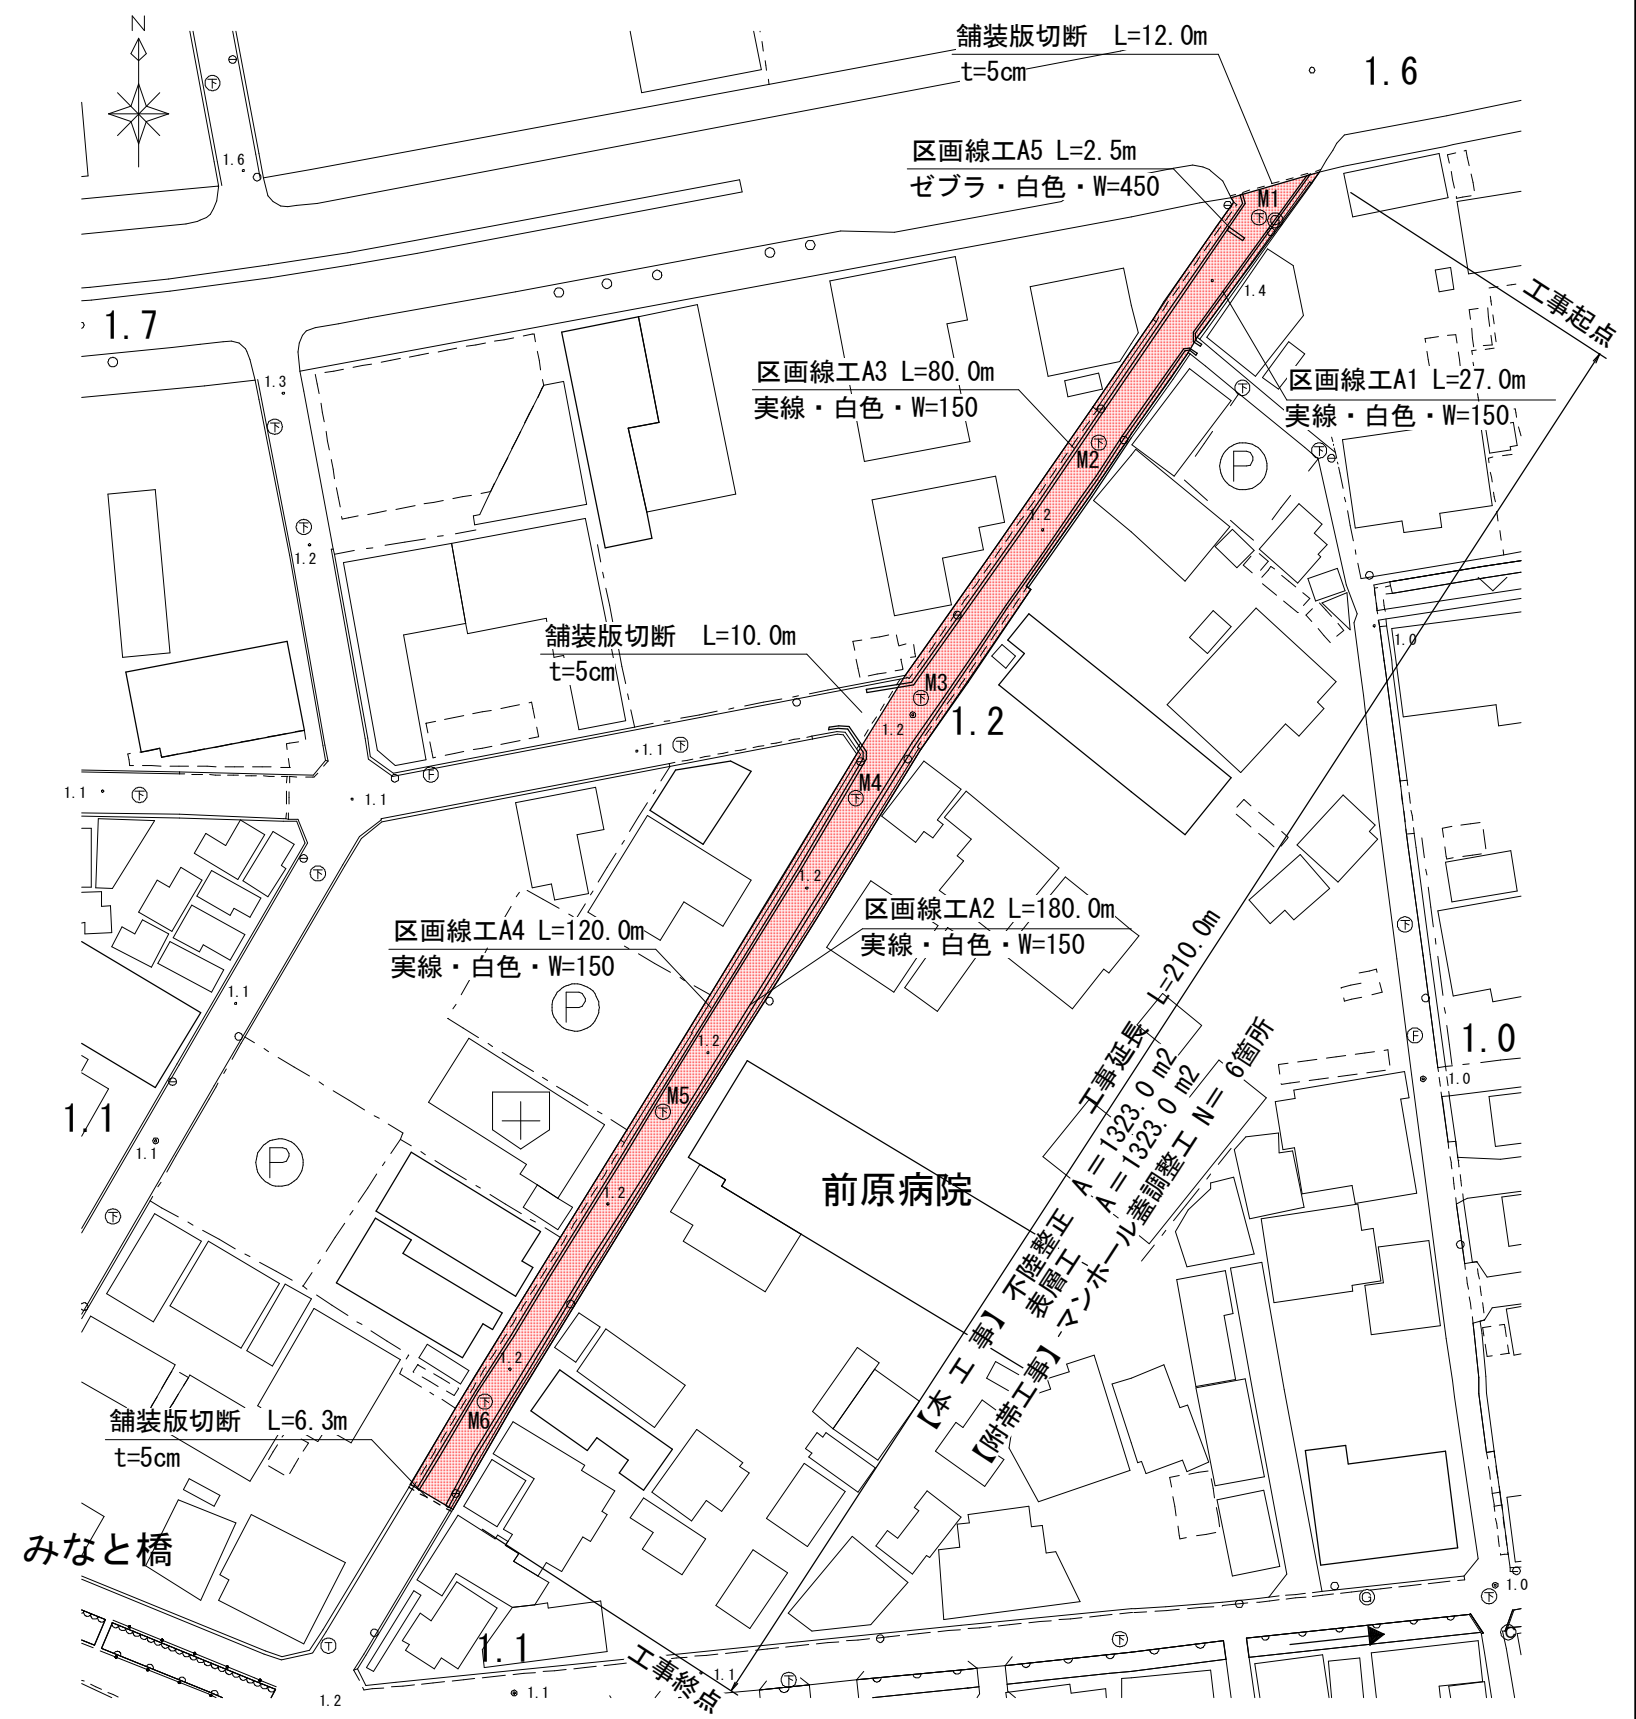 N
舗装版切断　L=12.0m
t=5cm
1.6
区画線工A5 L=2.5m
ゼブラ・白色・W=450
1.6
M1
下
1.4
工事起点
1.7
1.3
区画線工A3 L=80.0m
実線・白色・W=150
区画線工A1 L=27.0m
実線・白色・W=150
M2
P
1.2
1.2
舗装版切断　L=10.0m
t=5cm
1.0
M3
1.2
1.2
1.1
1.1
1.1
M4
1.2
区画線工A2 L=180.0m
実線・白色・W=150
区画線工A4 L=120.0m
実線・白色・W=150
P
1.1
1.2
工事延長　L=210.0m
1.0
1.0
M5
1.1
1.1
P
1.2
前原病院
【本 工 事】 不陸整正　A＝1323.0 m2
表層工　A＝1323.0 m2
【附帯工事】 マンホール蓋調整工　N＝ 6箇所
1.2
M6
舗装版切断　L=6.3m
t=5cm
みなと橋
1.0
1.1
工事終点
1.1
1.1
1.2